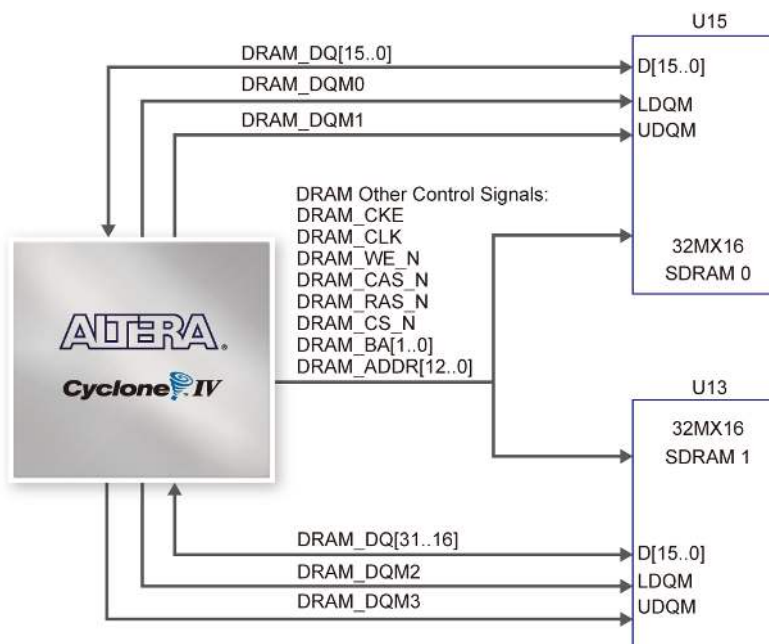 U15
DRAM_DQ[15..0]
D[15..0]
DRAM_DQM0
LDQM
DRAM_DQM1
UDQM
DRAM Other Control Signals:
DRAM_CKE
DRAM_CLK
DRAM_WE_N
DRAM_CAS_N
DRAM_RAS_N
DRAM_CS_N
DRAM_BA[1..0]
DRAM_ADDR[12..0]
32MX16
SDRAM 0
ALTERA®
Cyclone™ IV
U13
32MX16
SDRAM 1
DRAM_DQ[31..16]
D[15..0]
DRAM_DQM2
LDQM
DRAM_DQM3
UDQM